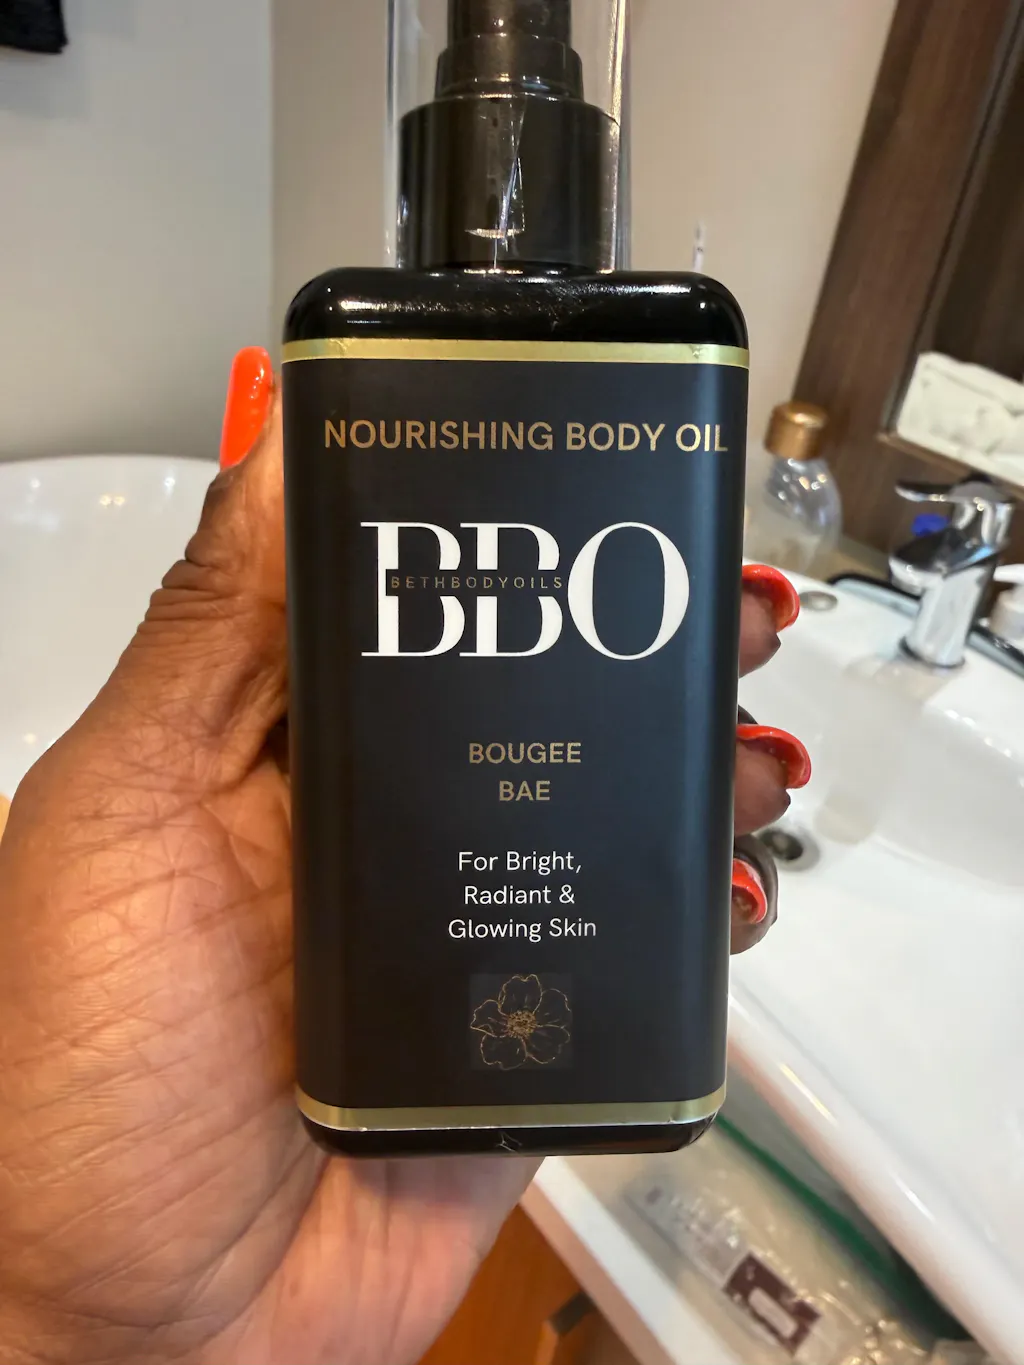 NOURISHING BODY OIL
BBO
BETHBODYOILS
BOUGEE
BAE
For Bright,
Radiant &
Glowing Skin